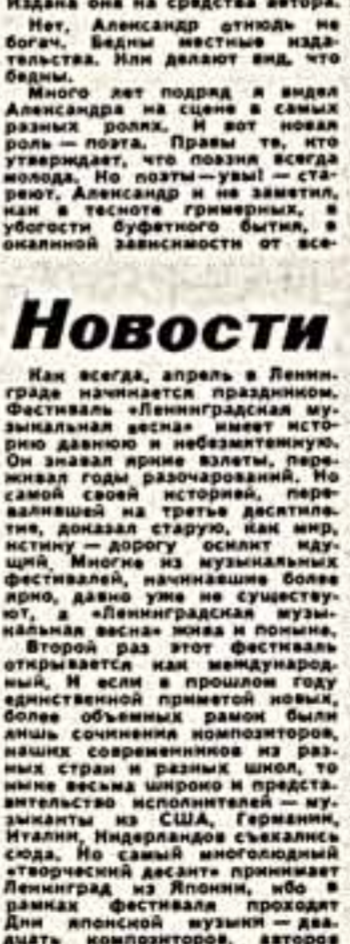 Издана она на средства автора.
Нет, Александр отнюдь не
богач. Бедны местные изда-
тельства. Или делают вид, что
бедны.
Много лет подряд я видел
Александра на сцене в самых
разных ролях. И вот новая
роль — поэта. Правы те, кто
утверждает, что поэзия всегда
молода. Но поэты — увы! — ста-
реют. Александр и не заметил,
как в тесноте гримерных, в
убогости буфетного бытия, в
окаянной зависимости от все-
Новости
Как всегда, апрель в Ленин-
граде начинается праздником.
Фестиваль «Ленинградская му-
зыкальная весна» имеет исто-
рию давнюю и небезмятежную.
Он знавал яркие взлеты, пере-
живал годы разочарований. Но
самой своей историей, пере-
валившей на третье десятиле-
тие, доказал старую, как мир,
истину — дорогу осилит иду-
щий. Многие из музыкальных
фестивалей, начинавшие более
ярко, давно уже не существу-
ют, а «Ленинградская музы-
кальная весна» жива и поныне.
Второй раз этот фестиваль
открывается как международ-
ный. И если в прошлом году
единственной приметой новых,
более объемных рамок были
лишь сочинения композиторов,
наших современников из раз-
ных стран и разных школ, то
ныне весьма широко и предста-
вительство исполнителей — му-
зыканты из США, Германии,
Италии, Нидерландов съехались
сюда. Но самый многолюдный
«творческий десант» принимает
Ленинград из Японии, ибо в
рамках фестиваля проходят
Дни японской музыки — два-
дцать композиторов, авторов